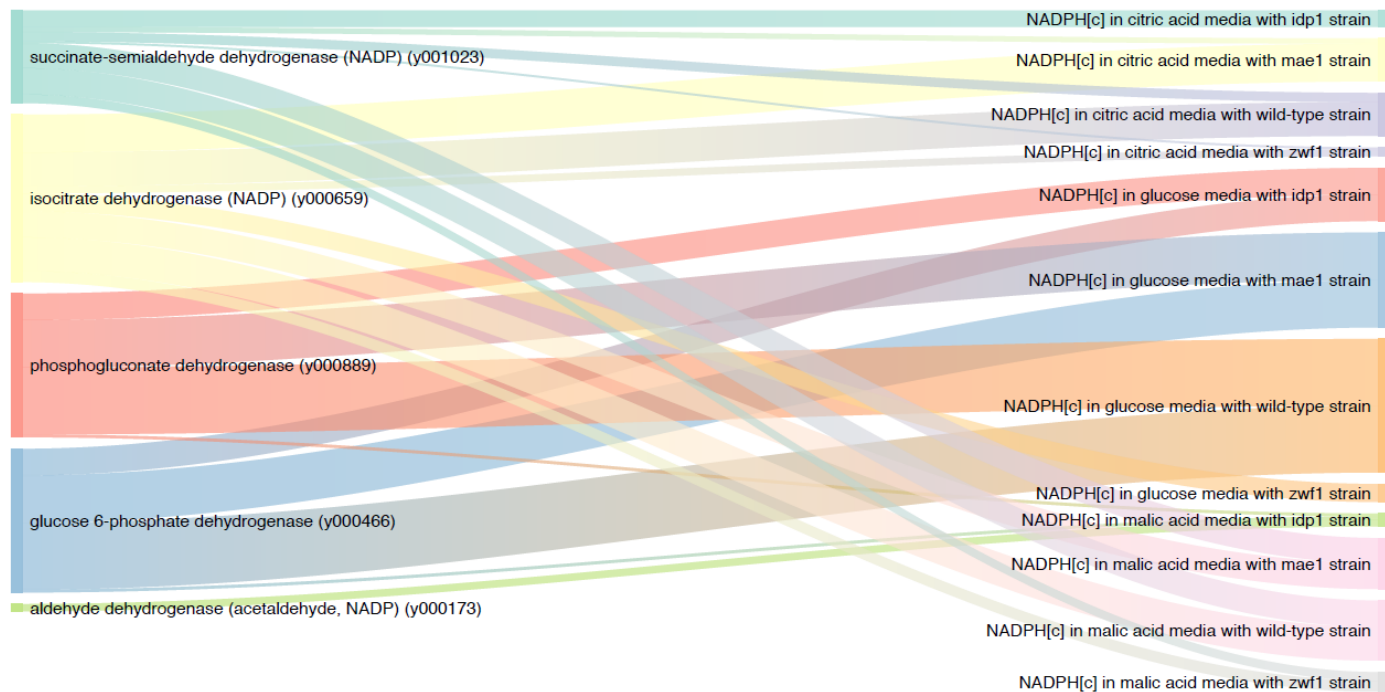 succinate-semialdehyde dehydrogenase (NADP) (y001023)
isocitrate dehydrogenase (NADP) (y000659)
phosphogluconate dehydrogenase (y000889)
glucose 6-phosphate dehydrogenase (y000466)
aldehyde dehydrogenase (acetaldehyde, NADP) (y000173)
NADPH[c] in citric acid media with idp1 strain
NADPH[c] in citric acid media with mae1 strain
NADPH[c] in citric acid media with wild-type strain
NADPH[c] in citric acid media with zwf1 strain
NADPH[c] in glucose media with idp1 strain
NADPH[c] in glucose media with mae1 strain
NADPH[c] in glucose media with wild-type strain
NADPH[c] in glucose media with zwf1 strain
NADPH[c] in malic acid media with idp1 strain
NADPH[c] in malic acid media with mae1 strain
NADPH[c] in malic acid media with wild-type strain
NADPH[c] in malic acid media with zwf1 strain